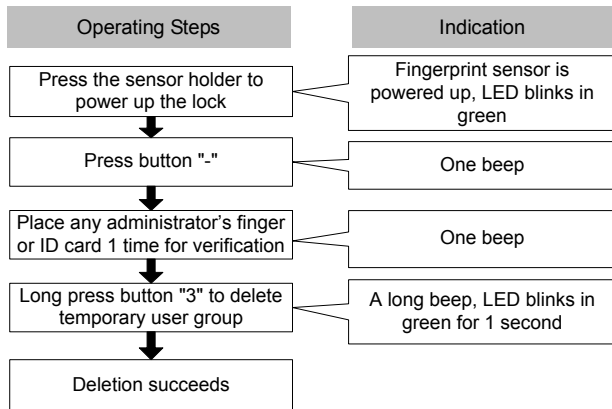 Operating Steps
Indication
Press the sensor holder to
power up the lock
Fingerprint sensor is
powered up, LED blinks in
green
Press button "-"
One beep
Place any administrator's finger
or ID card 1 time for verification
One beep
Long press button "3" to delete
temporary user group
A long beep, LED blinks in
green for 1 second
Deletion succeeds